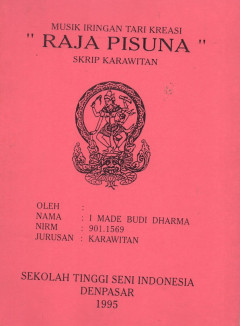 MUSIK IRINGAN TARI KREASI
" RAJA PISUNA "
SKRIP KARAWITAN
OLEH :
NAMA : I MADE BUDI DHARMA
NIRM : 901.1569
JURUSAN : KARAWITAN
SEKOLAH TINGGI SENI INDONESIA
DENPASAR
1995